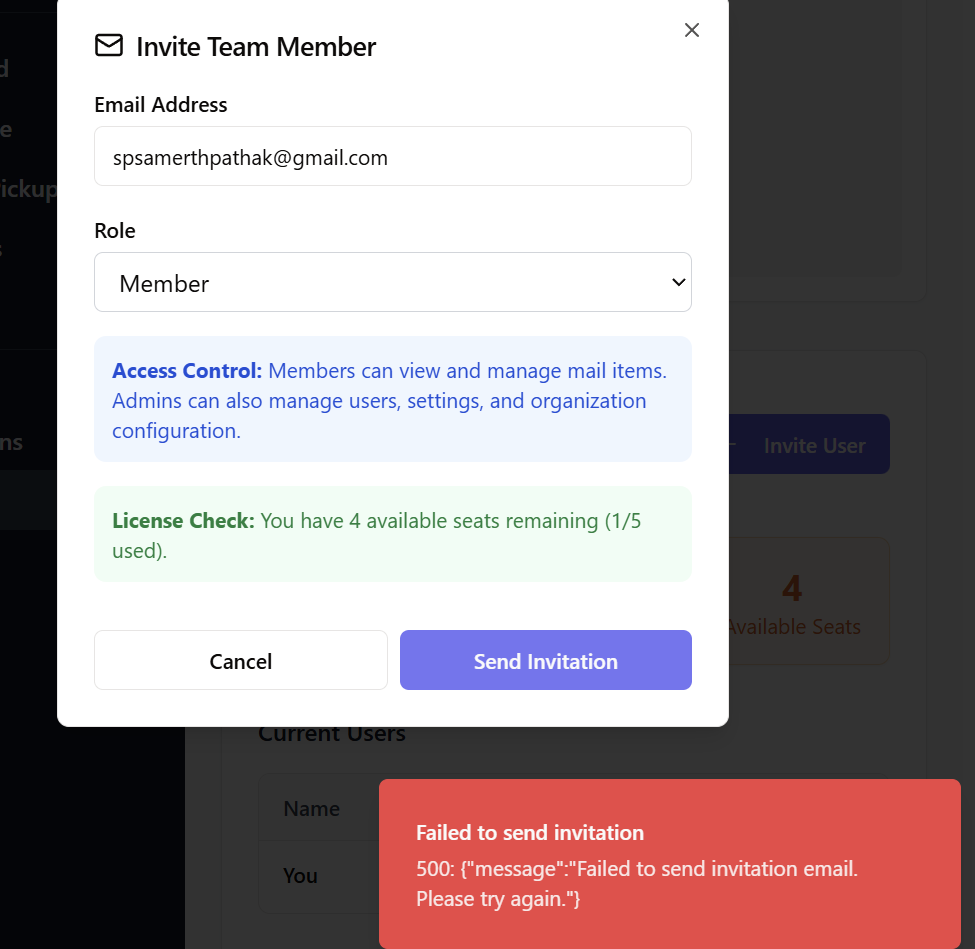 Invite Team Member
Email Address
spsamerthpathak@gmail.com
Role
Member
Access Control: Members can view and manage mail items.
Admins can also manage users, settings, and organization
configuration.
License Check: You have 4 available seats remaining (1/5
used).
Cancel
Send Invitation
d
e
ickup
s
ns
Invite User
4
Available Seats
Current Users
Name
You
Failed to send invitation
500: {"message":"Failed to send invitation email.
Please try again."}